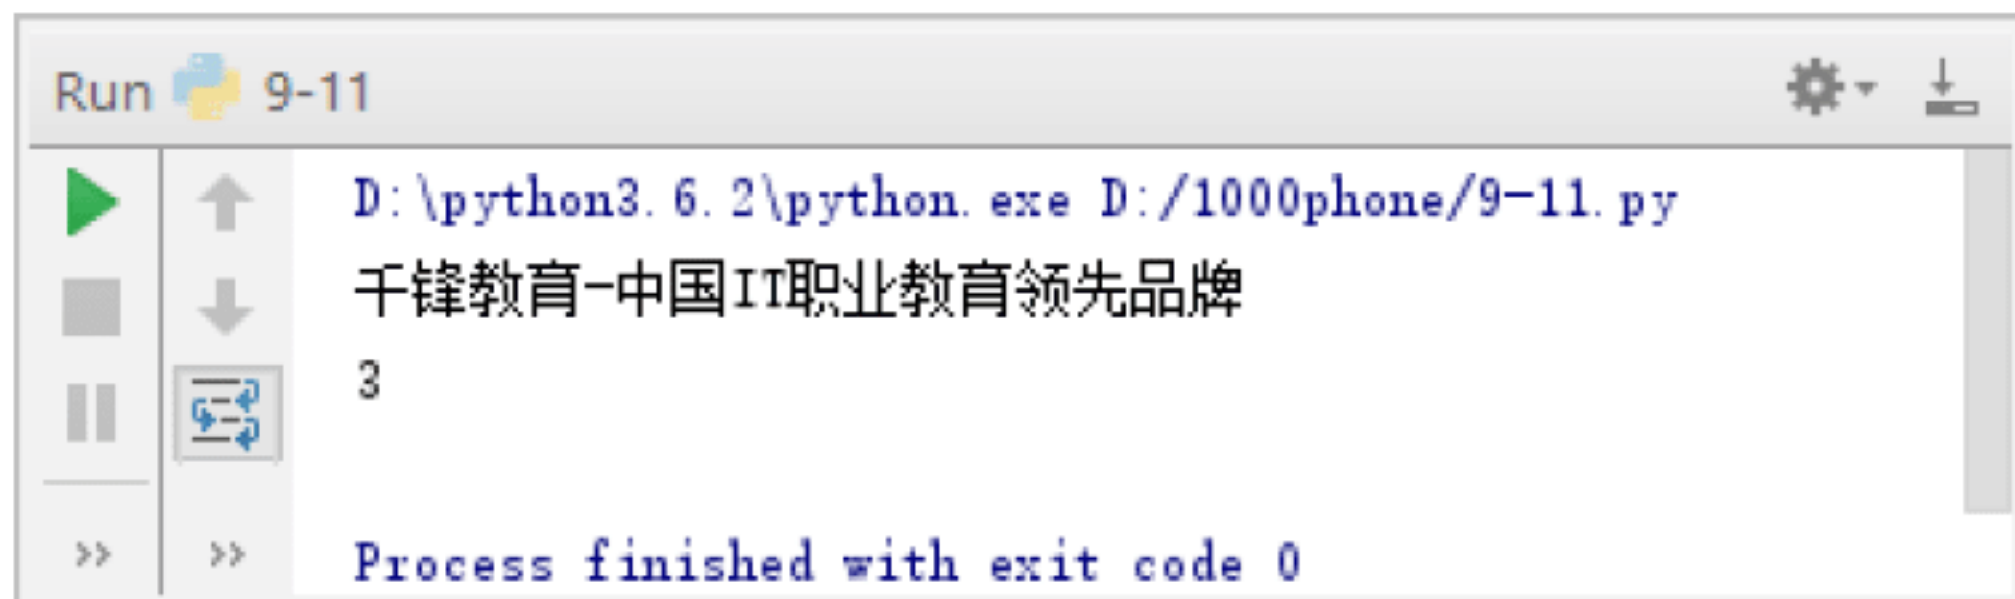 Run 9-11
D:\python3.6.2\python.exe D:/1000phone/9-11.py
千锋教育-中国IT职业教育领先品牌
3
Process finished with exit code 0